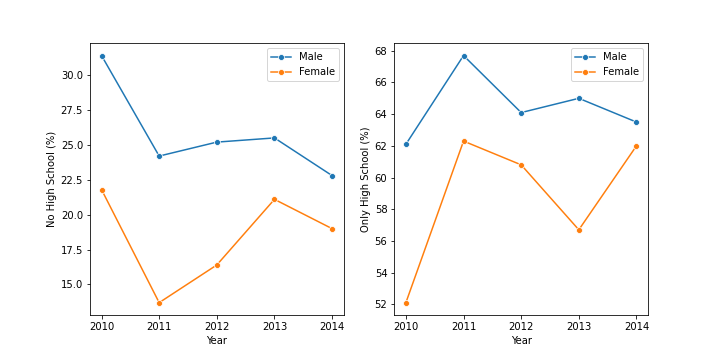 No High School (%)
30.0
27.5
25.0
22.5
20.0
17.5
15.0
Male
Female
2010 2011 2012 2013 2014
Year
Only High School (%)
68
66
64
62
60
58
56
54
52
Male
Female
2010 2011 2012 2013 2014
Year